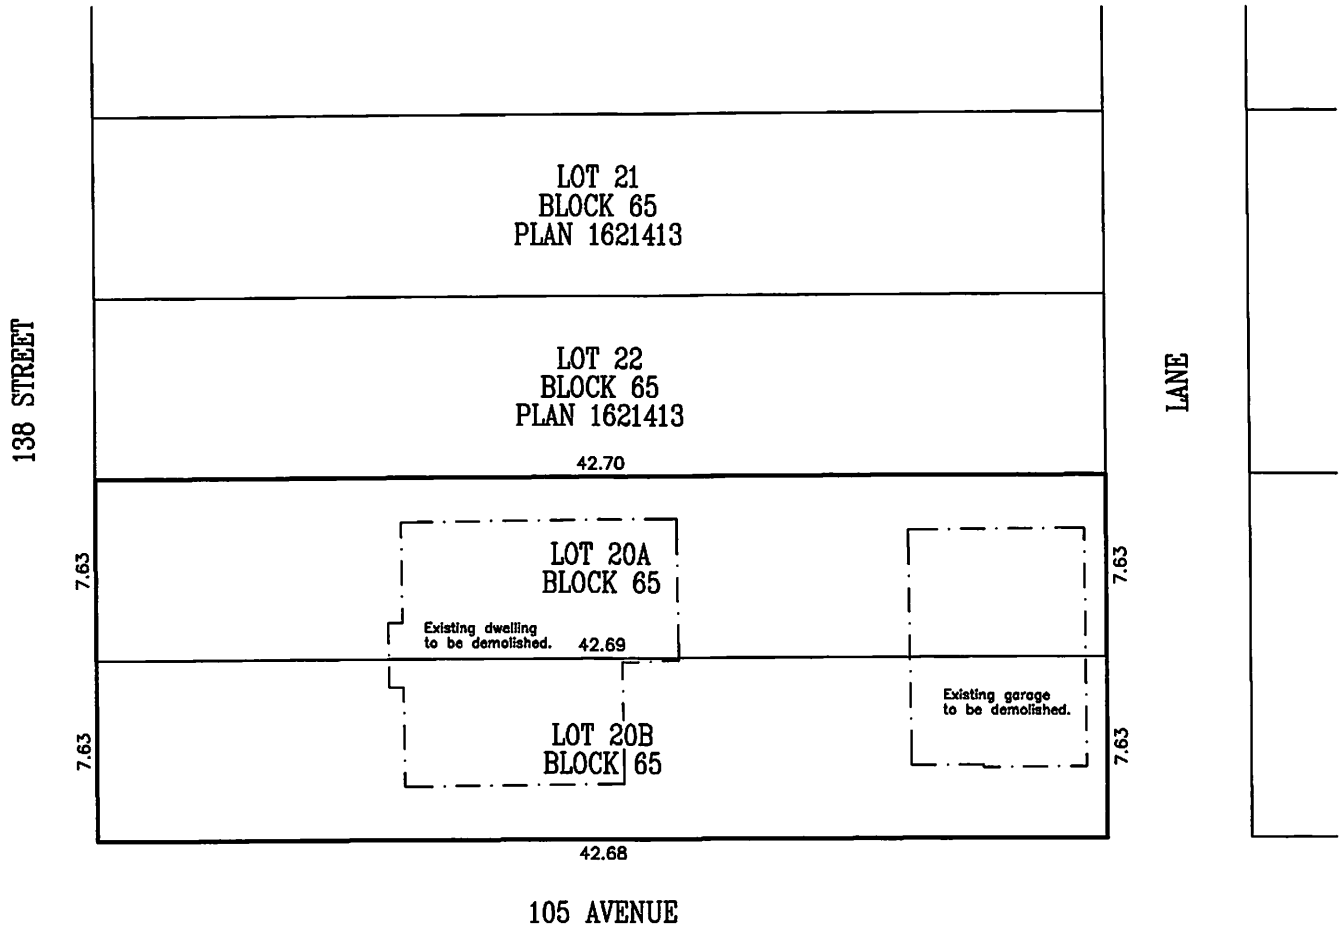 LOT 21
BLOCK 65
PLAN 1621413
138 STREET
LOT 22
BLOCK 65
PLAN 1621413
LANE
42.70
7.63
LOT 20A
BLOCK 65
7.63
Existing dwelling
to be demolished.
42.69
Existing garage
to be demolished.
7.63
LOT 20B
BLOCK 65
7.63
42.68
105 AVENUE